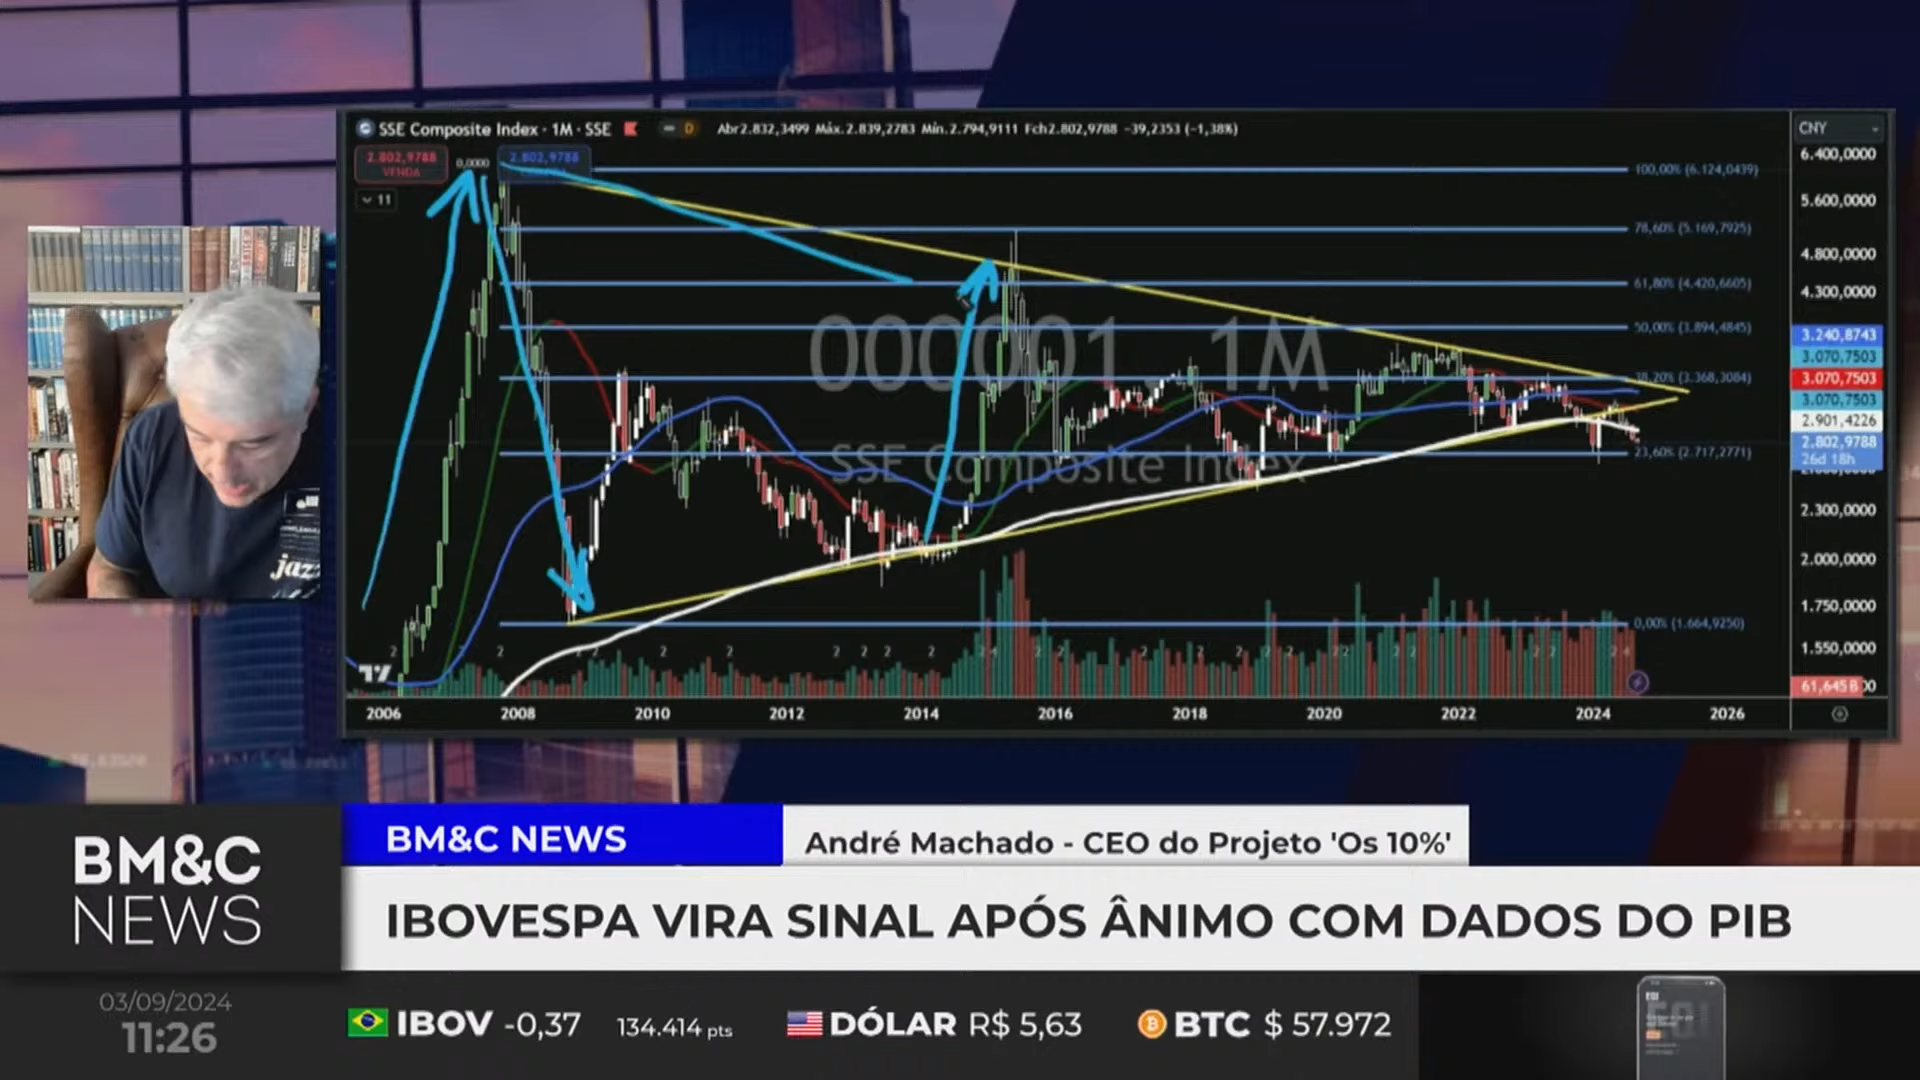 SSE Composite Index · 1M · SSE
D
Abr2.832,3499 Máx.2.839,2783 Mín.2.794,9111 Fch2.802,9788 −39,2353 (−1,38%)
CNY
2.802,9788
VENDA
0,0000
2.802,9788
11
000001 1M
SSE Composite Index
100,00% (6.124,0439)
78,60% (5.169,7925)
61,80% (4.420,6605)
50,00% (3.894,4845)
38,20% (3.368,3084)
23,60% (2.717,2771)
0,00% (1.664,9250)
6.400,0000
5.600,0000
4.800,0000
4.300,0000
3.240,8743
3.070,7503
3.070,7503
3.070,7503
2.901,4226
2.802,9788
26d 18h
2.300,0000
2.000,0000
1.750,0000
1.550,0000
61,645B
2006 2008 2010 2012 2014 2016 2018 2020 2022 2024 2026
jazz
BM&C NEWS
André Machado - CEO do Projeto 'Os 10%'
BM&C
NEWS
IBOVESPA VIRA SINAL APÓS ÂNIMO COM DADOS DO PIB
03/09/2024
11:26
IBOV -0,37 134.414 pts
DÓLAR R$ 5,63
BTC $ 57.972